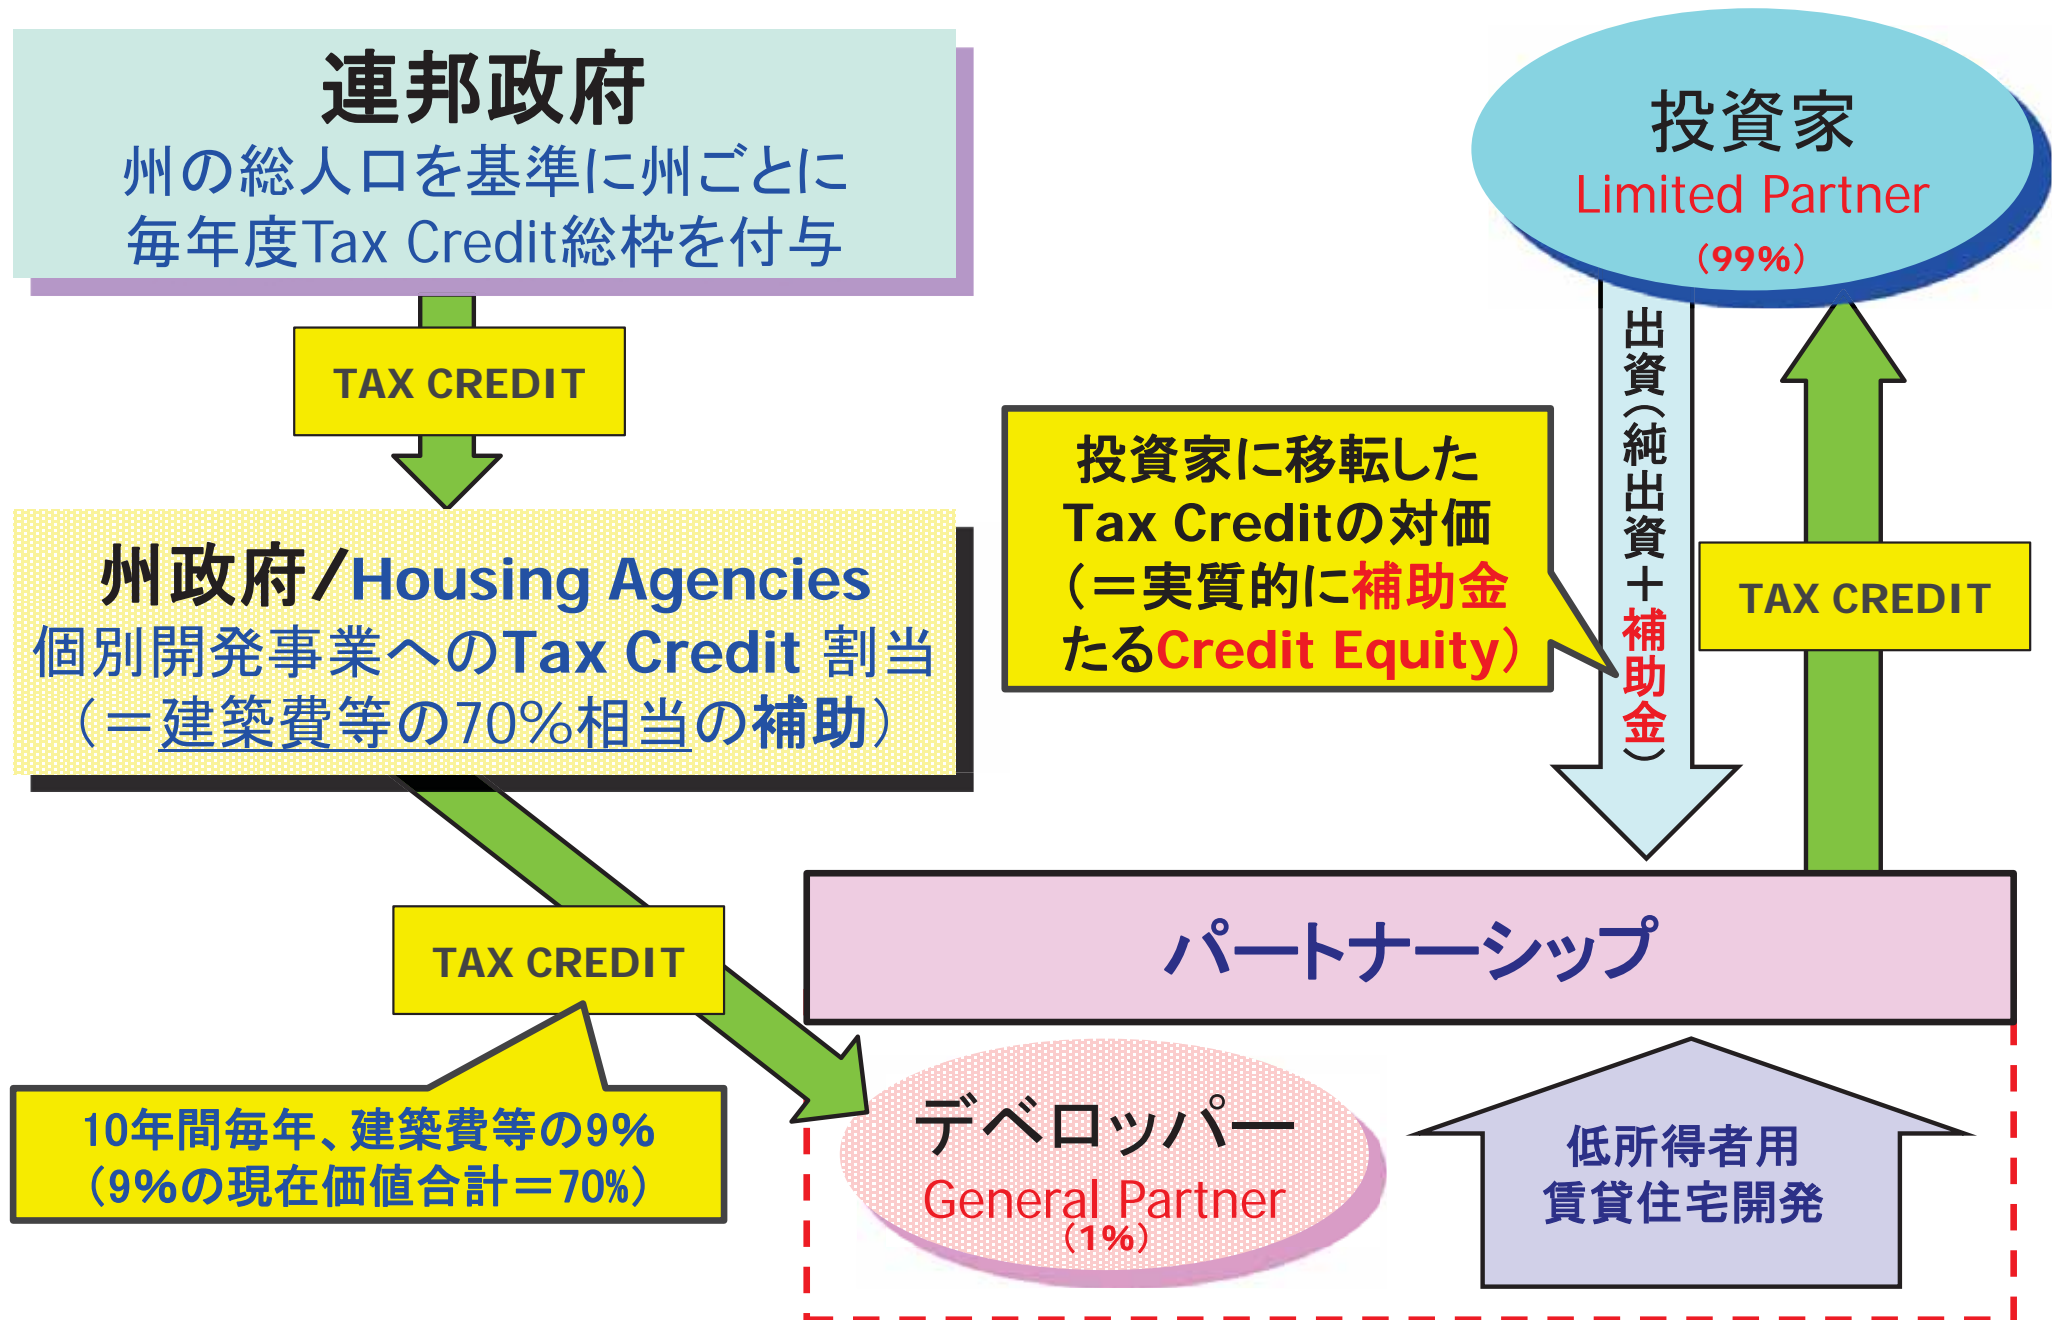 連邦政府
州の総人口を基準に州ごとに
毎年度Tax Credit総枠を付与
TAX CREDIT
州政府/Housing Agencies
個別開発事業へのTax Credit 割当
（＝建築費等の70％相当の補助）
TAX CREDIT
10年間毎年、建築費等の9%
（9%の現在価値合計＝70%）
投資家
Limited Partner
（99%）
出資（純出資＋補助金）
投資家に移転した
Tax Creditの対価
（＝実質的に補助金
たるCredit Equity）
TAX CREDIT
パートナーシップ
デベロッパー
General Partner
（1%）
低所得者用
賃貸住宅開発